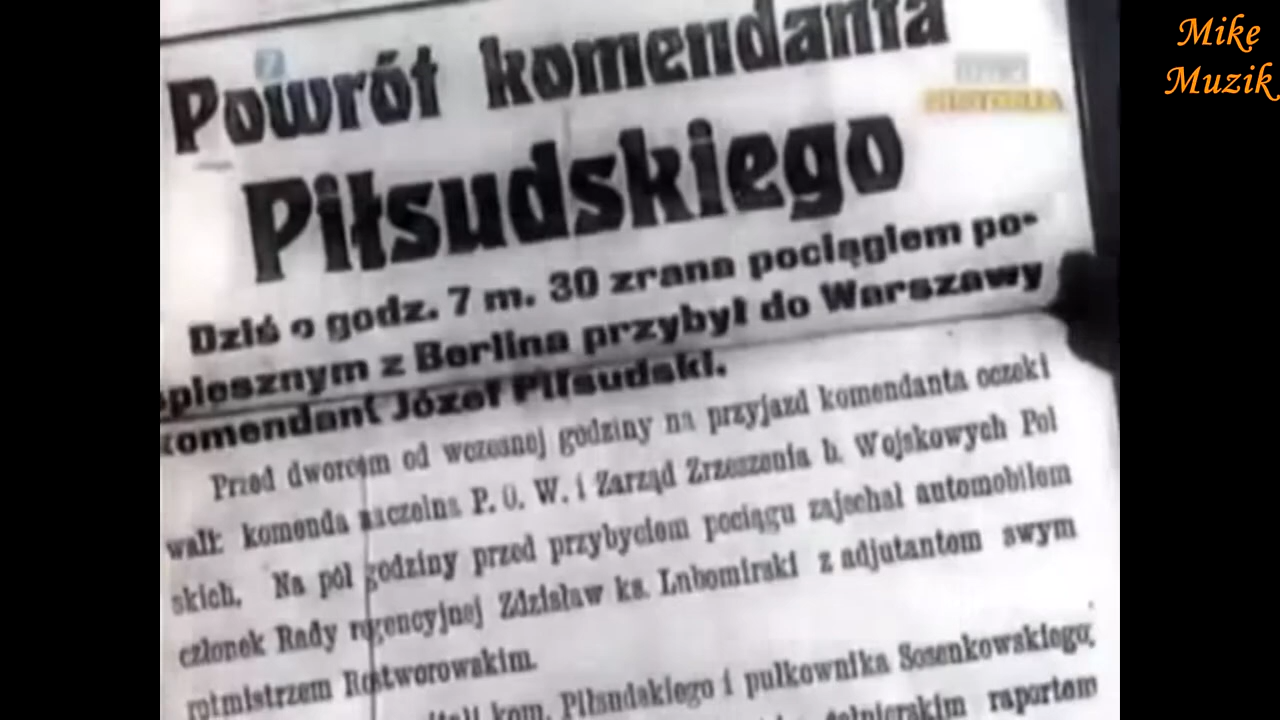 Mike
Muzik
Powrót komendanta
Piłsudskiego
Dziś o godz. 7 m. 30 zrana pociągiem po-
spiesznym z Berlina przybył do Warszawy
komendant Józef Piłsudski.
Przed dworcem od wczesnej godziny na przyjazd komendanta oczeki
wali: komenda naczelna P. O. W. i Zarząd Zrzeszenia b. Wojskowych Pol
skich. Na pół godziny przed przybyciem pociągu zajechał automobilem
członek Rady regencyjnej Zdzisław ks. Lubomirski z adjutantem swym
rotmistrzem Rostworowskim.
kom. Piłsudskiego i pułkownika Sosenkowskiego,
raportem